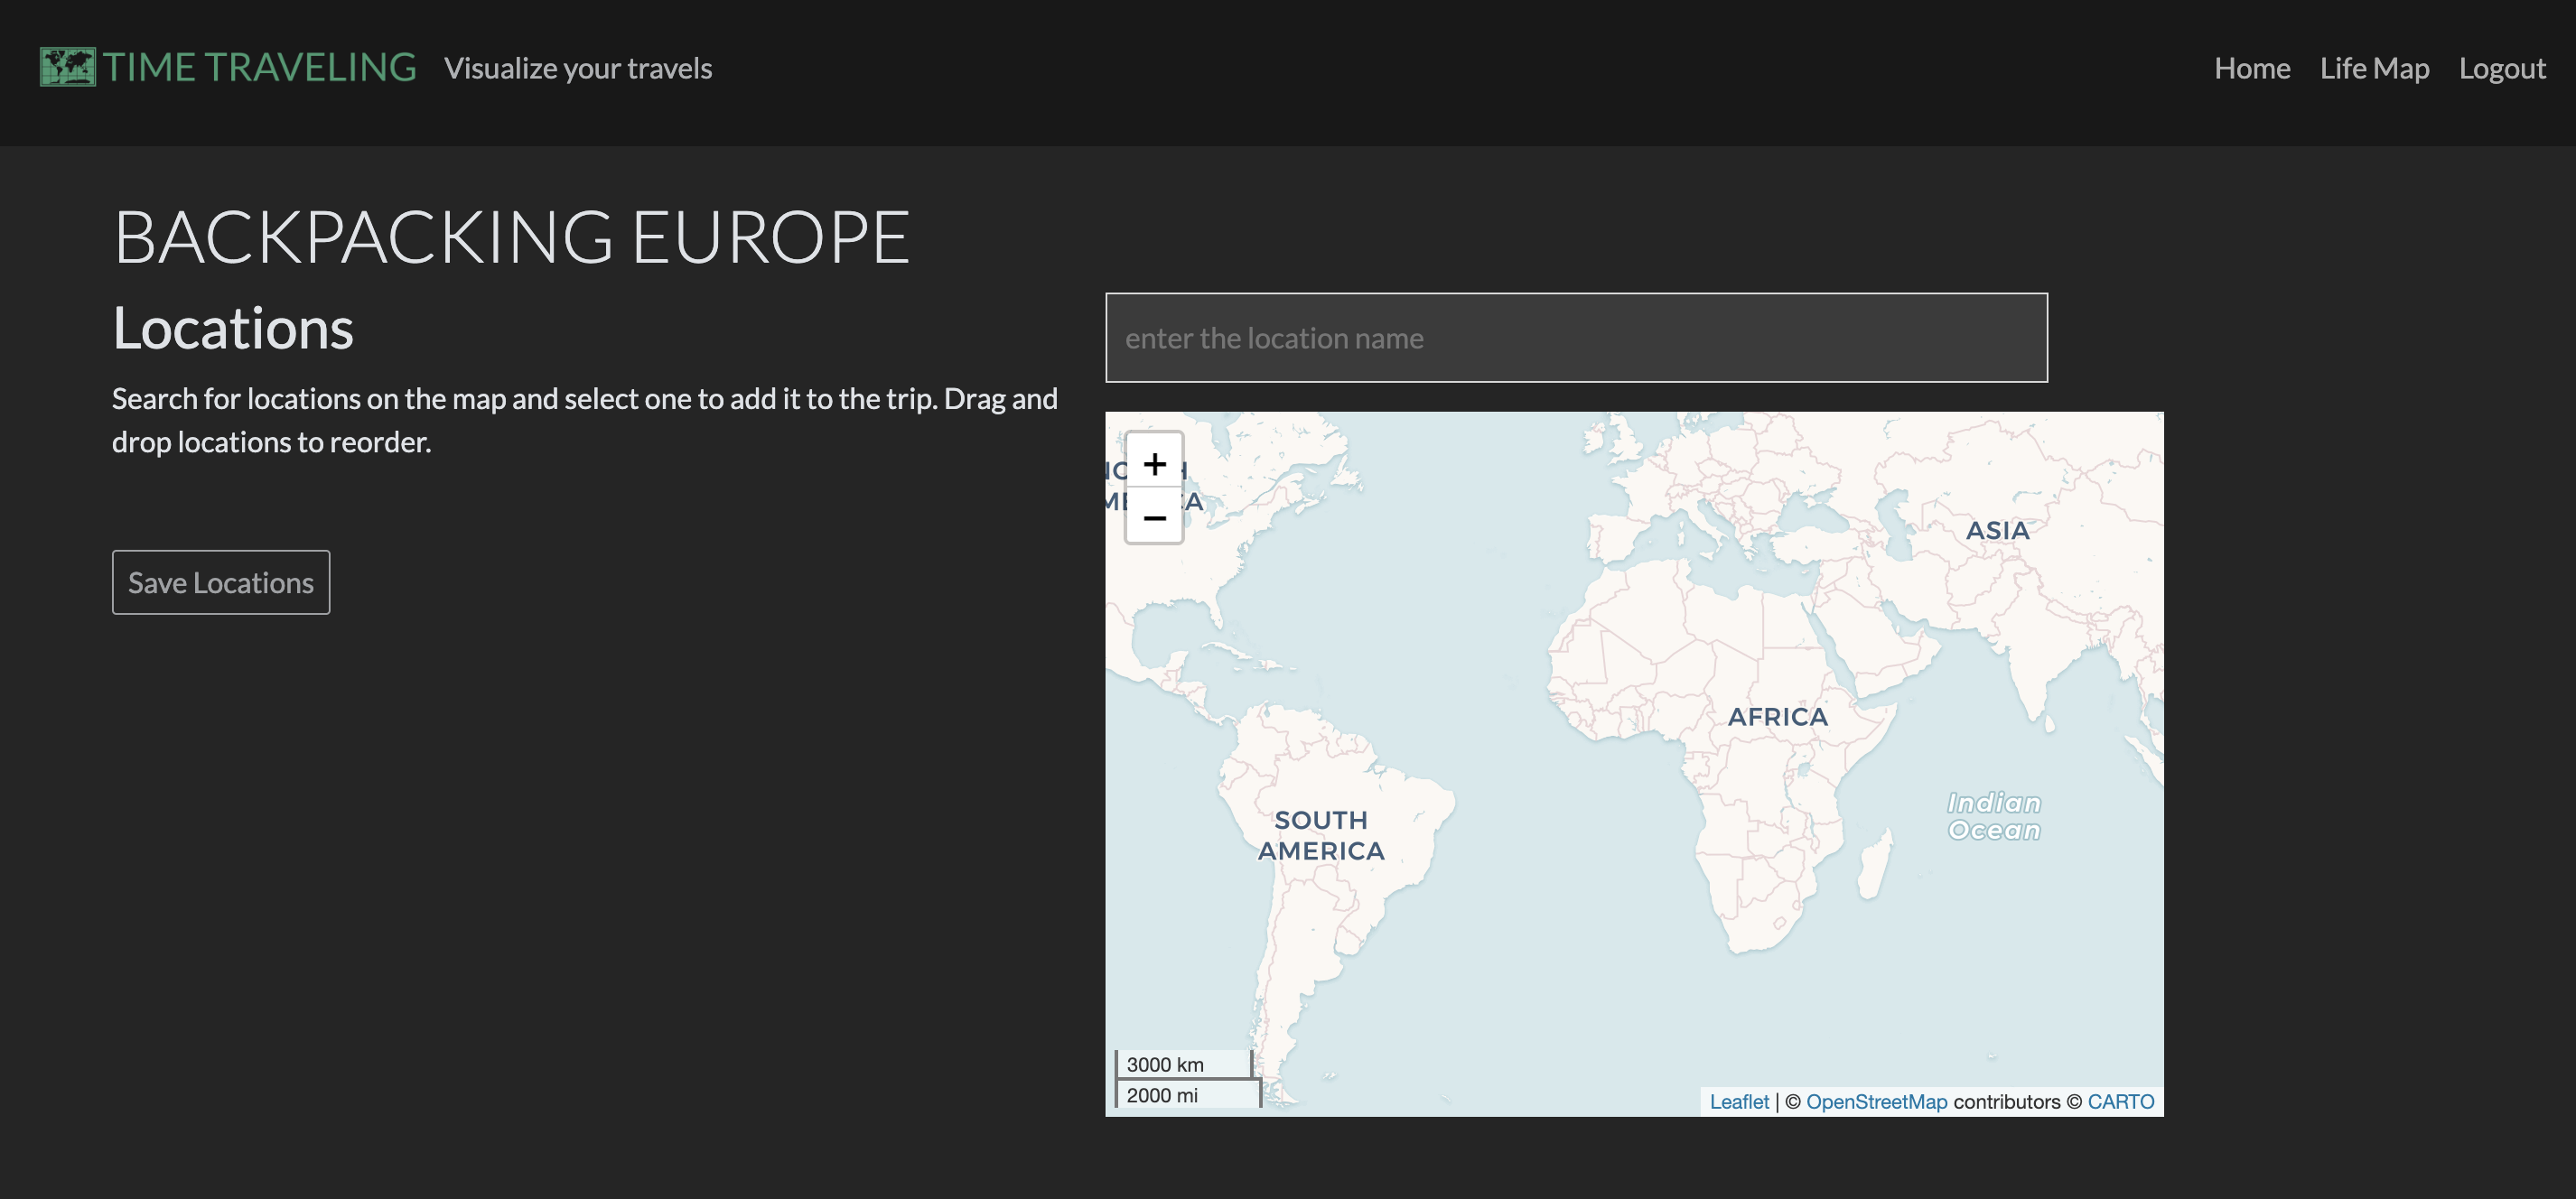 TIME TRAVELING
Visualize your travels
Home
Life Map
Logout
BACKPACKING EUROPE
Locations
Search for locations on the map and select one to add it to the trip. Drag and
drop locations to reorder.
Save Locations
enter the location name
+
−
ASIA
AFRICA
SOUTH
AMERICA
Indian
Ocean
3000 km
2000 mi
Leaflet | © OpenStreetMap contributors © CARTO